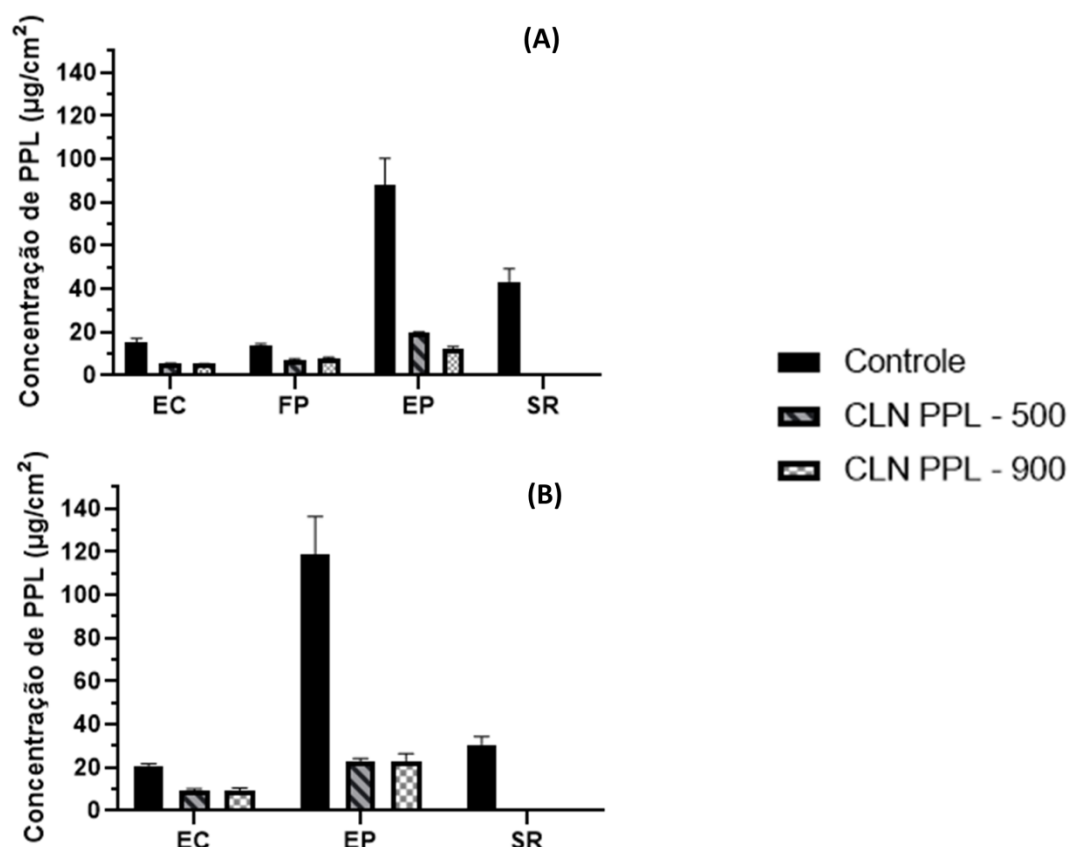 (A)
Concentração de PPL (µg/cm²)
140
120
100
80
60
40
20
0
EC FP EP SR
Controle
CLN PPL - 500
CLN PPL - 900
(B)
Concentração de PPL (µg/cm²)
140
120
100
80
60
40
20
0
EC EP SR